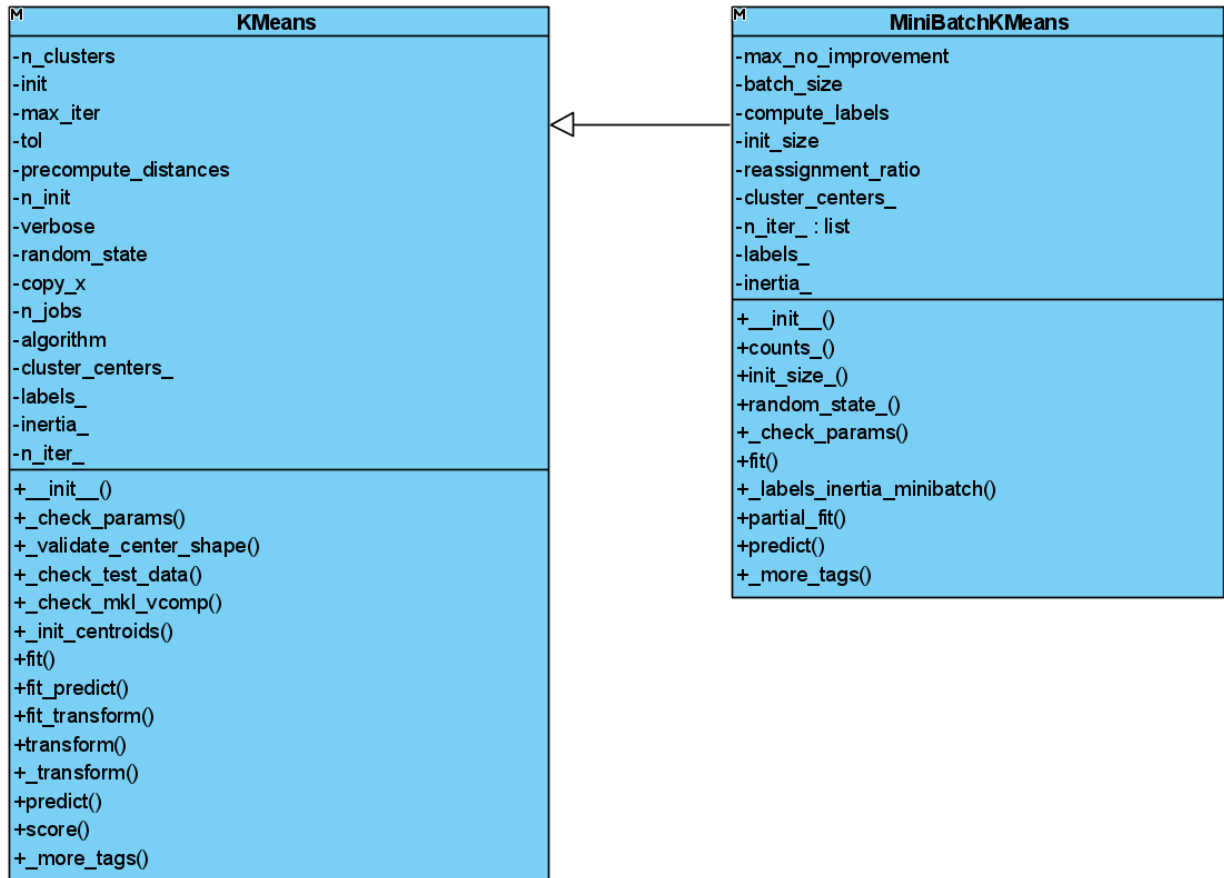 M
KMeans
-n_clusters
-init
-max_iter
-tol
-precompute_distances
-n_init
-verbose
-random_state
-copy_x
-n_jobs
-algorithm
-cluster_centers_
-labels_
-inertia_
-n_iter_
+__init__()
+_check_params()
+_validate_center_shape()
+_check_test_data()
+_check_mkl_vcomp()
+_init_centroids()
+fit()
+fit_predict()
+fit_transform()
+transform()
+_transform()
+predict()
+score()
+_more_tags()
M
MiniBatchKMeans
-max_no_improvement
-batch_size
-compute_labels
-init_size
-reassignment_ratio
-cluster_centers_
-n_iter_ : list
-labels_
-inertia_
+__init__()
+counts_()
+init_size_()
+random_state_()
+_check_params()
+fit()
+_labels_inertia_minibatch()
+partial_fit()
+predict()
+_more_tags()